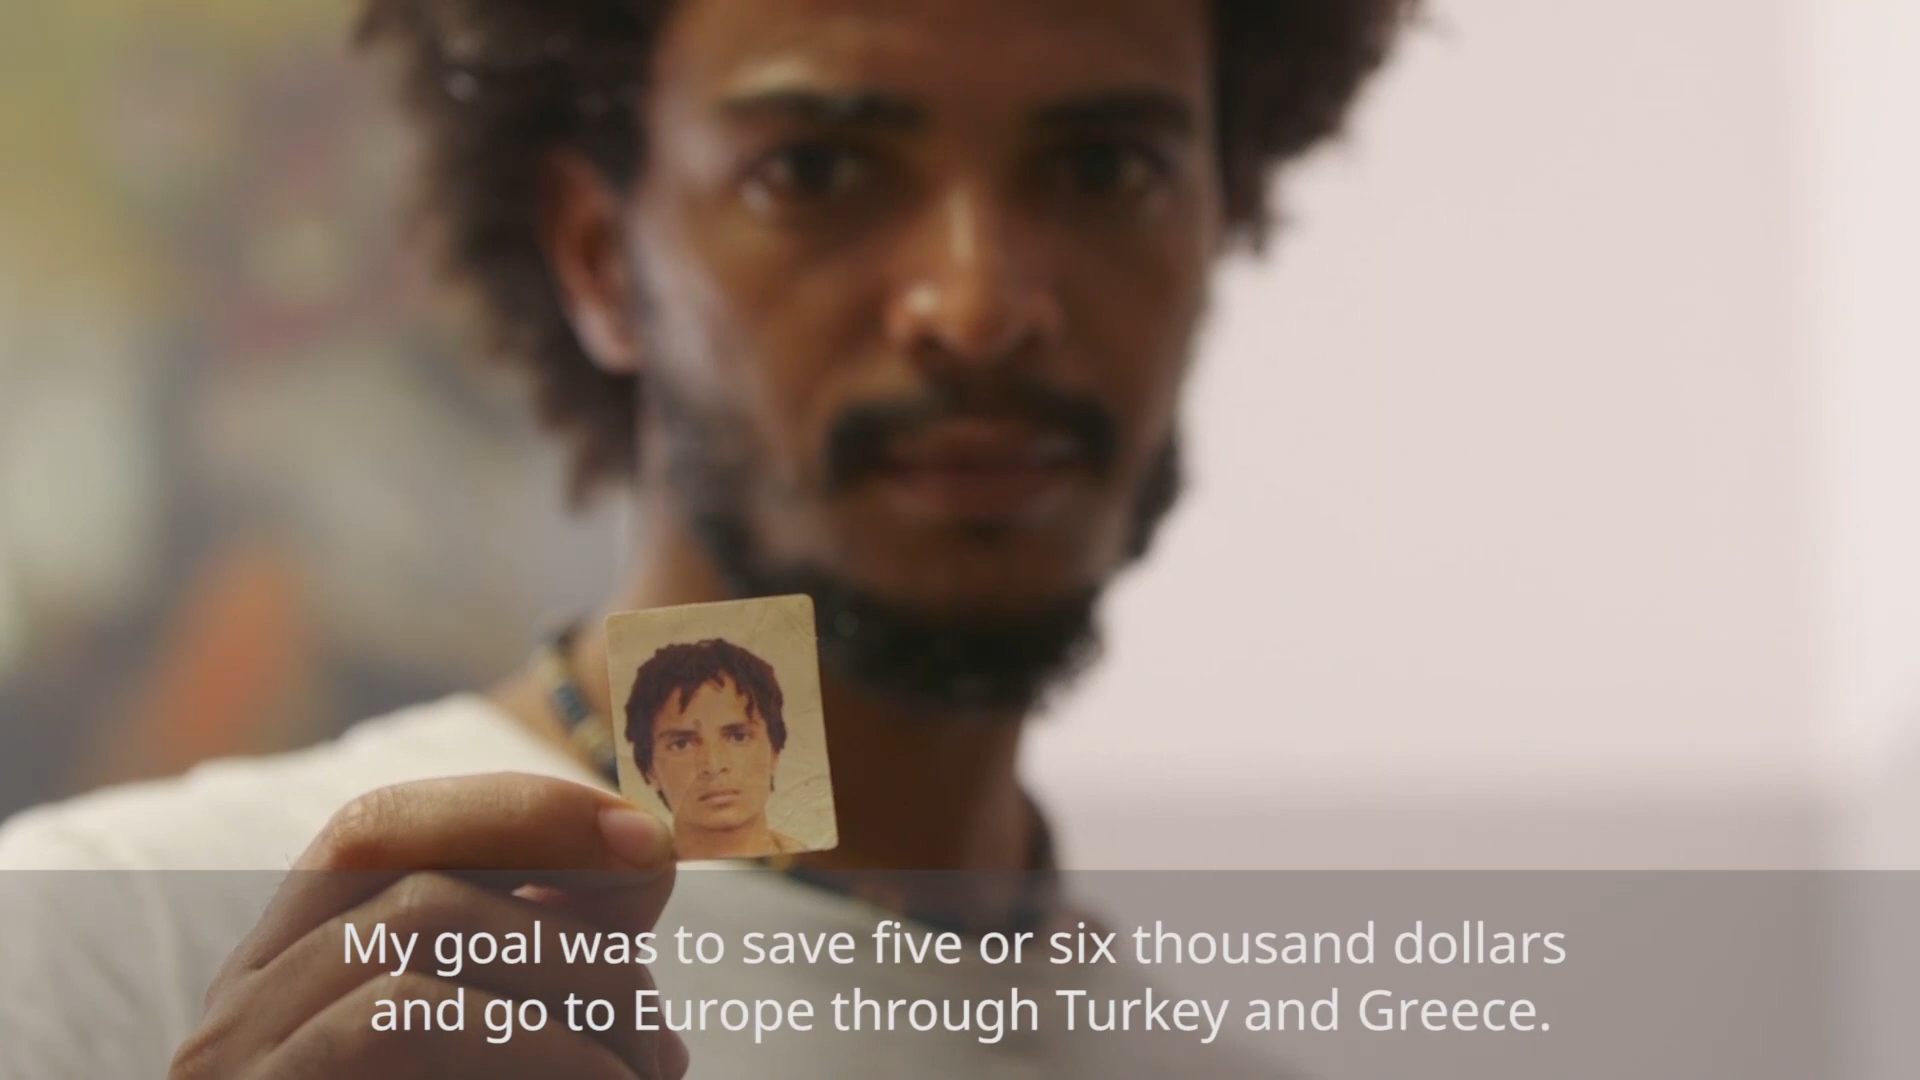 My goal was to save five or six thousand dollars
and go to Europe through Turkey and Greece.